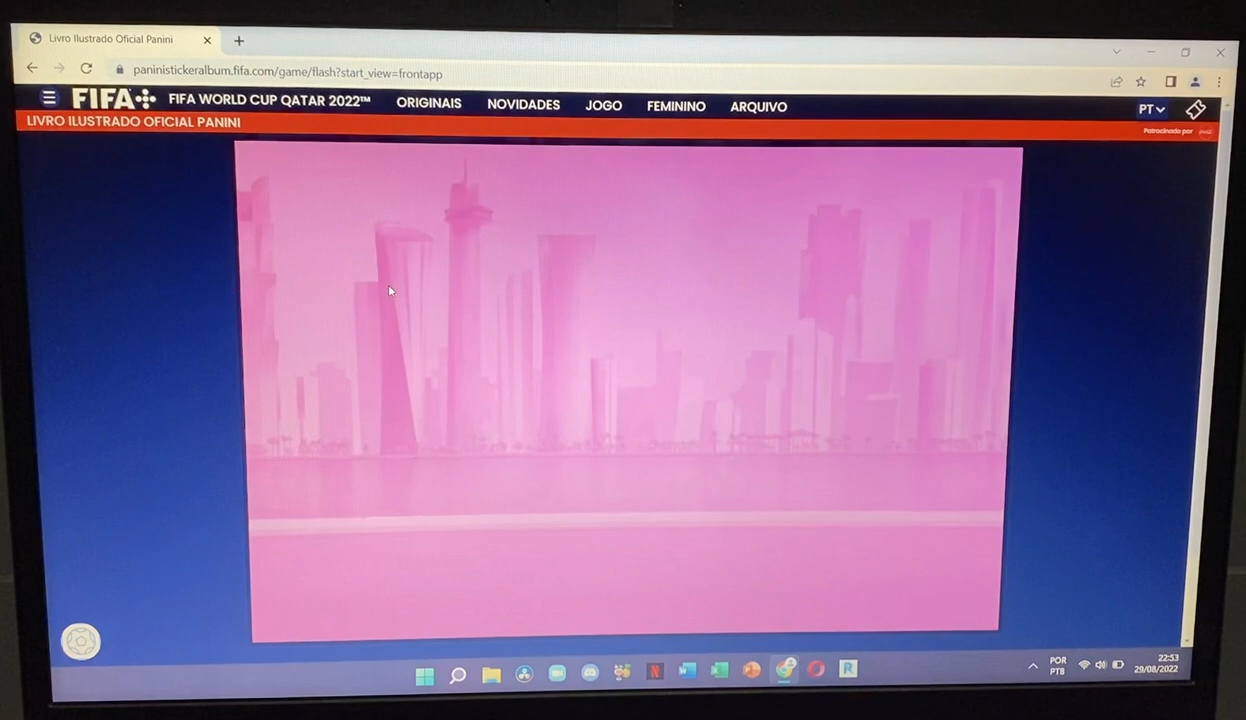 Livro Ilustrado Oficial Panini
paninistickeralbum.fifa.com/game/flash?start_view=frontapp
FIFA FIFA WORLD CUP QATAR 2022™ ORIGINAIS NOVIDADES JOGO FEMININO ARQUIVO PT
LIVRO ILUSTRADO OFICIAL PANINI Patrocinado por
POR 22:53
PTB 29/08/2022